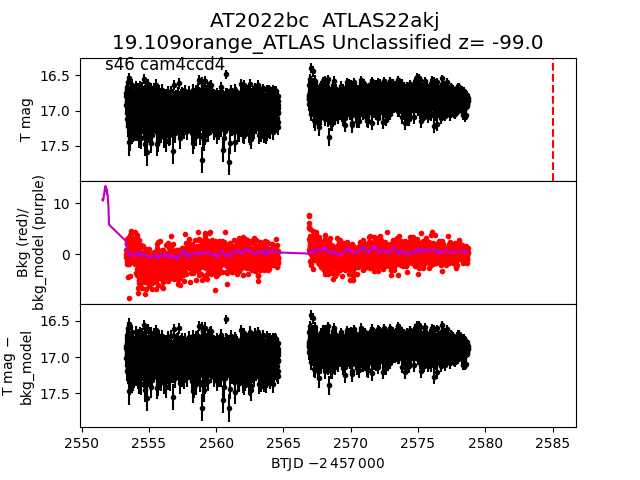 AT2022bc  ATLAS22akj
19.109orange_ATLAS Unclassified z= -99.0
s46 cam4ccd4
16.5
17.0
17.5
T mag
10
0
Bkg (red)/
bkg_model (purple)
16.5
17.0
17.5
T mag −
bkg_model
2550 2555 2560 2565 2570 2575 2580 2585
BTJD −2 457 000